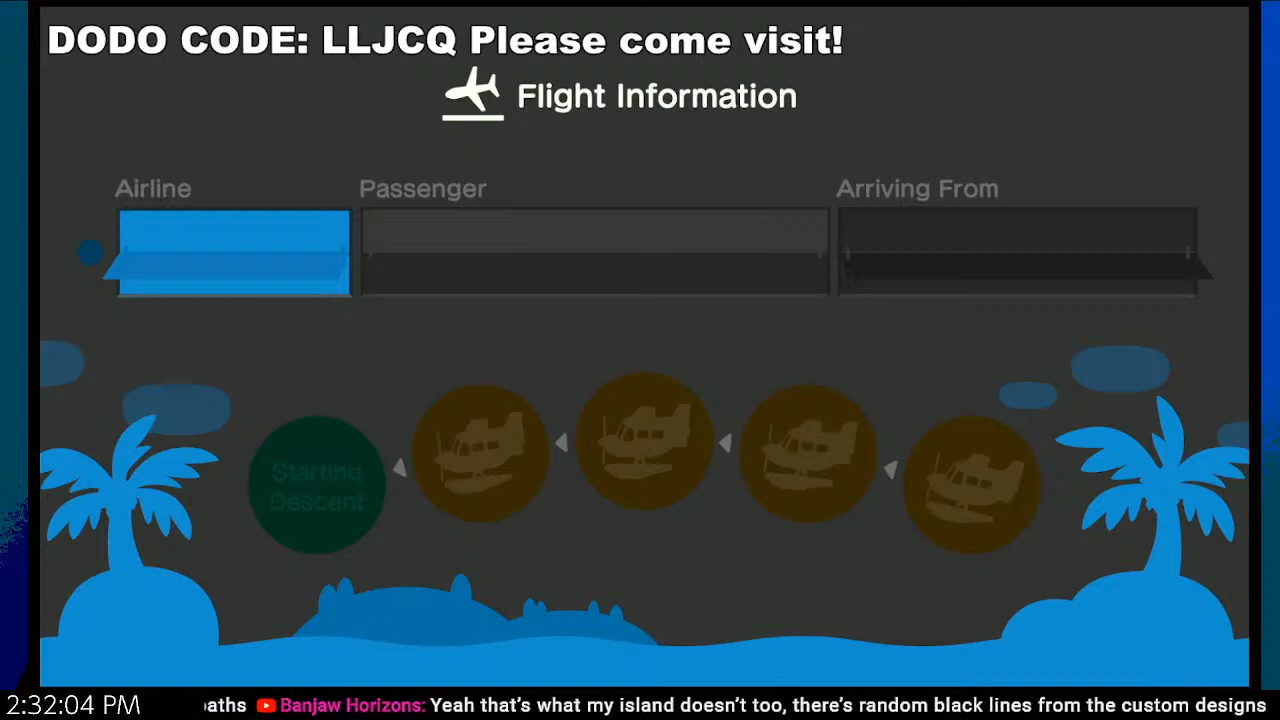 DODO CODE: LLJCQ Please come visit!
Flight Information
Airline
Passenger
Arriving From
Starting
Descent
2:32:04 PM
paths Banjaw Horizons: Yeah that's what my island doesn't too, there's random black lines from the custom designs